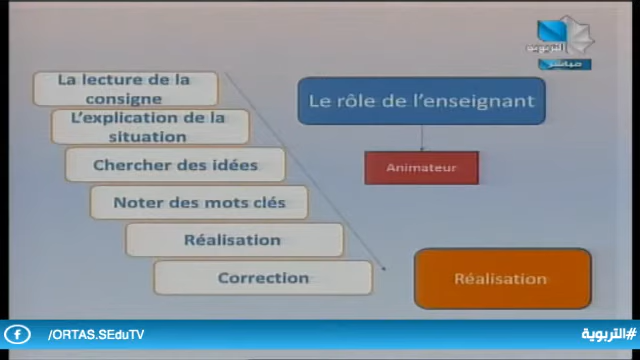 التربوية
مباشر
La lecture de la
consigne
L'explication de la
situation
Chercher des idées
Noter des mots clés
Réalisation
Correction
Le rôle de l'enseignant
Animateur
Réalisation
/ORTAS.SEduTV
#التربوية